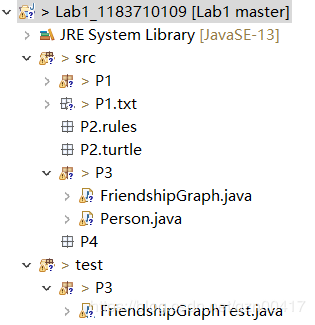 > Lab1_1183710109 [Lab1 master]
JRE System Library [JavaSE-13]
> src
> P1
> P1.txt
P2.rules
P2.turtle
> P3
FriendshipGraph.java
> Person.java
P4
> test
> P3
> FriendshipGraphTest.java